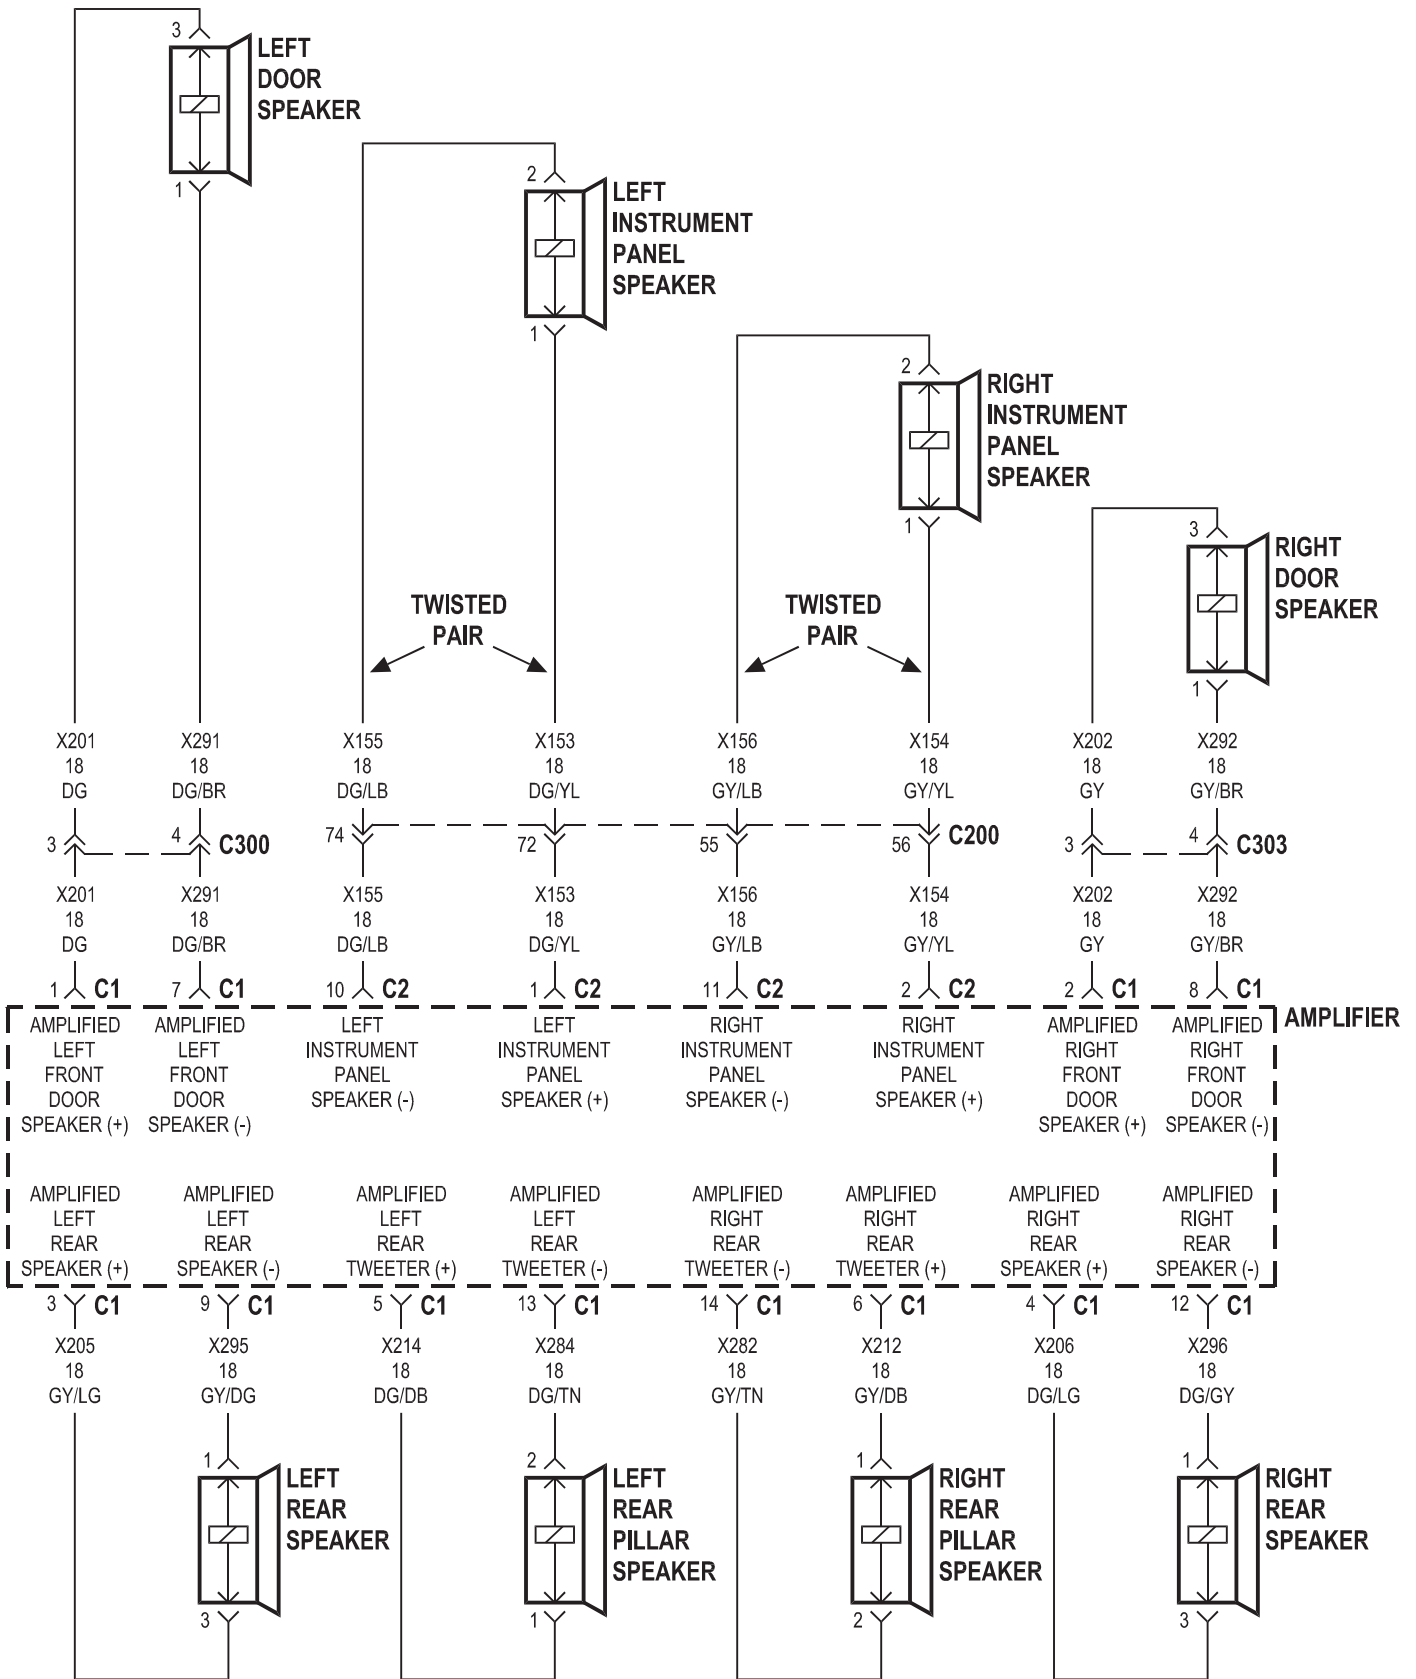 3
LEFT
DOOR
SPEAKER
1
2
LEFT
INSTRUMENT
PANEL
SPEAKER
1
2
RIGHT
INSTRUMENT
PANEL
SPEAKER
1
3
RIGHT
DOOR
SPEAKER
1
TWISTED
PAIR
TWISTED
PAIR
X201 X291 X155 X153 X156 X154 X202 X292
18 18 18 18 18 18 18 18
DG DG/BR DG/LB DG/YL GY/LB GY/YL GY GY/BR
3 4 C300 74 72 55 56 C200 3 4 C303
X201 X291 X155 X153 X156 X154 X202 X292
18 18 18 18 18 18 18 18
DG DG/BR DG/LB DG/YL GY/LB GY/YL GY GY/BR
1 C1 7 C1 10 C2 1 C2 11 C2 2 C2 2 C1 8 C1
AMPLIFIER
AMPLIFIED
LEFT
FRONT
DOOR
SPEAKER (+)
AMPLIFIED
LEFT
FRONT
DOOR
SPEAKER (-)
LEFT
INSTRUMENT
PANEL
SPEAKER (-)
LEFT
INSTRUMENT
PANEL
SPEAKER (+)
RIGHT
INSTRUMENT
PANEL
SPEAKER (-)
RIGHT
INSTRUMENT
PANEL
SPEAKER (+)
AMPLIFIED
RIGHT
FRONT
DOOR
SPEAKER (+)
AMPLIFIED
RIGHT
FRONT
DOOR
SPEAKER (-)
AMPLIFIED
LEFT
REAR
SPEAKER (+)
AMPLIFIED
LEFT
REAR
SPEAKER (-)
AMPLIFIED
LEFT
REAR
TWEETER (+)
AMPLIFIED
LEFT
REAR
TWEETER (-)
AMPLIFIED
RIGHT
REAR
TWEETER (-)
AMPLIFIED
RIGHT
REAR
TWEETER (+)
AMPLIFIED
RIGHT
REAR
SPEAKER (+)
AMPLIFIED
RIGHT
REAR
SPEAKER (-)
3 C1 9 C1 5 C1 13 C1 14 C1 6 C1 4 C1 12 C1
X205 X295 X214 X284 X282 X212 X206 X296
18 18 18 18 18 18 18 18
GY/LG GY/DG DG/DB DG/TN GY/TN GY/DB DG/LG DG/GY
1
LEFT
REAR
SPEAKER
3
2
LEFT
REAR
PILLAR
SPEAKER
1
1
RIGHT
REAR
PILLAR
SPEAKER
2
1
RIGHT
REAR
SPEAKER
3